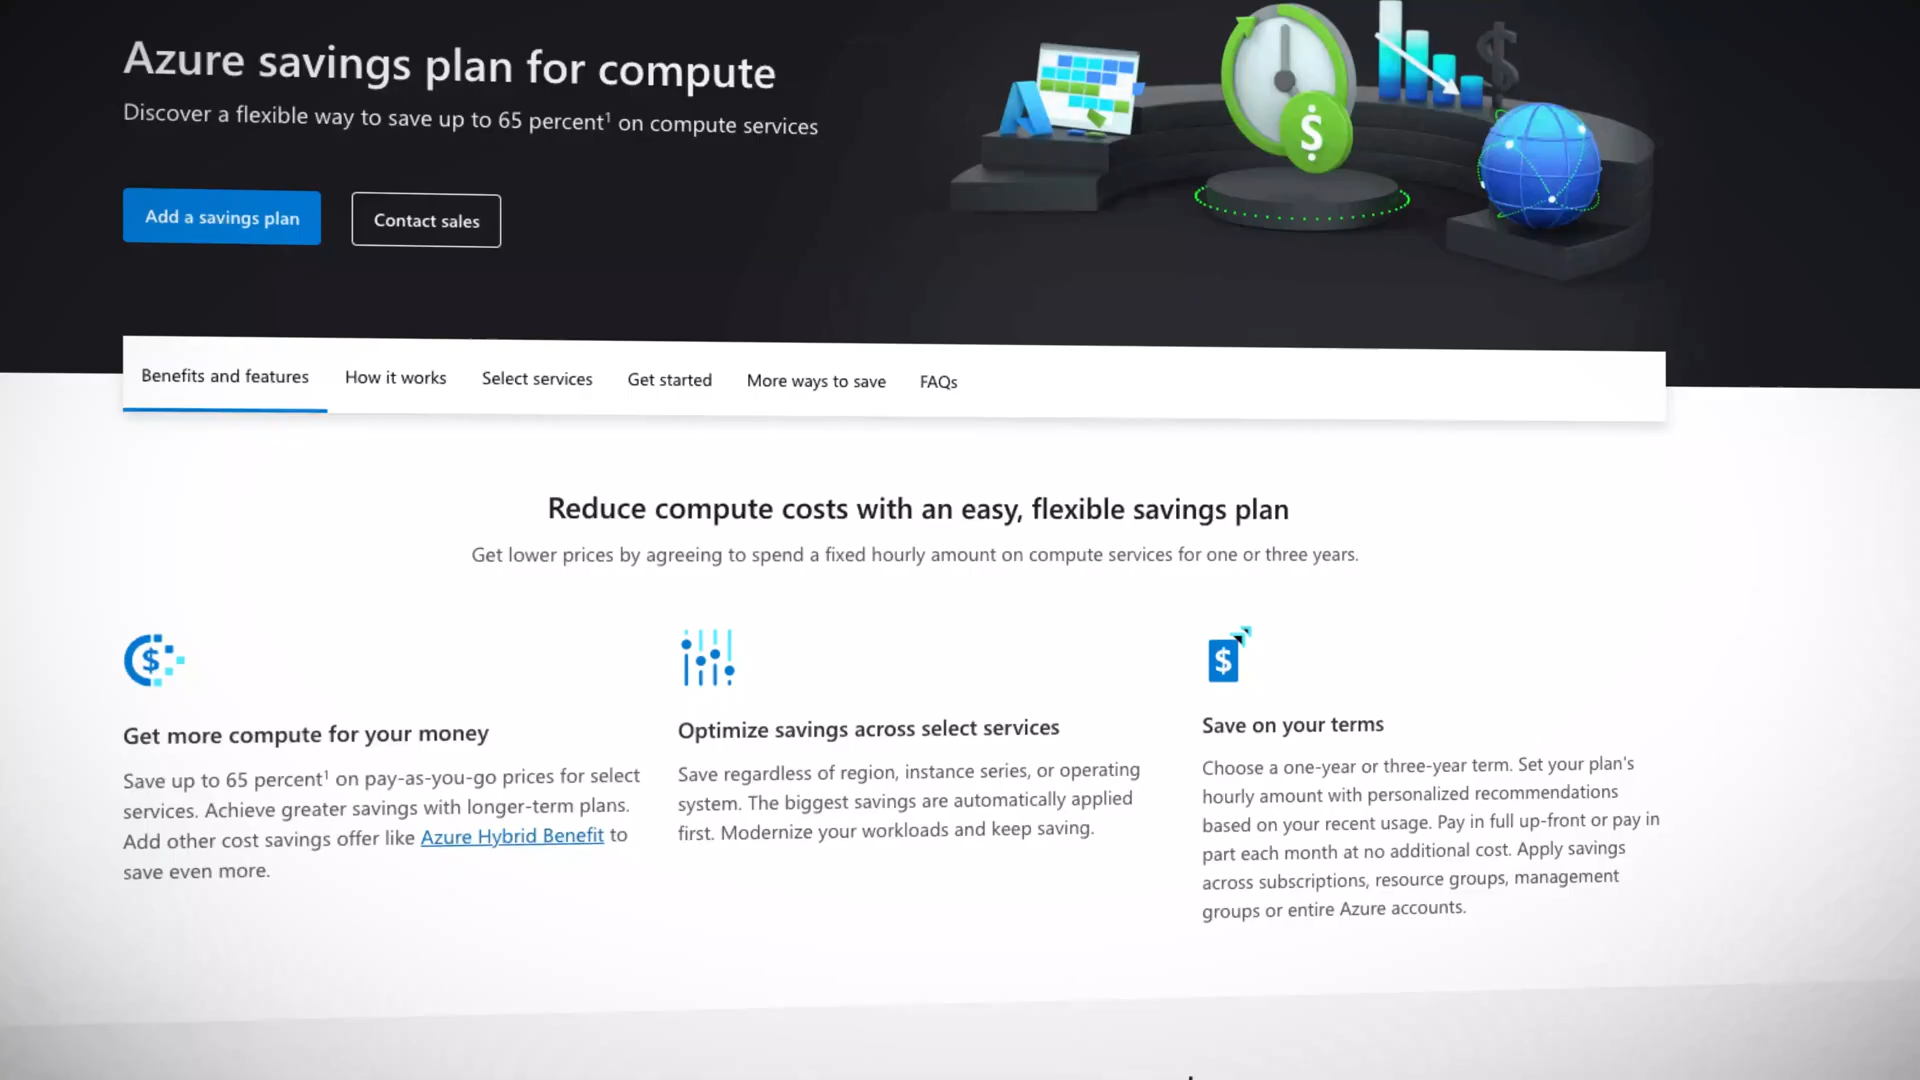 Azure savings plan for compute
Discover a flexible way to save up to 65 percent¹ on compute services
Add a savings plan
Contact sales
Benefits and features
How it works
Select services
Get started
More ways to save
FAQs
Reduce compute costs with an easy, flexible savings plan
Get lower prices by agreeing to spend a fixed hourly amount on compute services for one or three years.
Get more compute for your money
Save up to 65 percent¹ on pay-as-you-go prices for select
services. Achieve greater savings with longer-term plans.
Add other cost savings offer like Azure Hybrid Benefit to
save even more.
Optimize savings across select services
Save regardless of region, instance series, or operating
system. The biggest savings are automatically applied
first. Modernize your workloads and keep saving.
Save on your terms
Choose a one-year or three-year term. Set your plan's
hourly amount with personalized recommendations
based on your recent usage. Pay in full up-front or pay in
part each month at no additional cost. Apply savings
across subscriptions, resource groups, management
groups or entire Azure accounts.